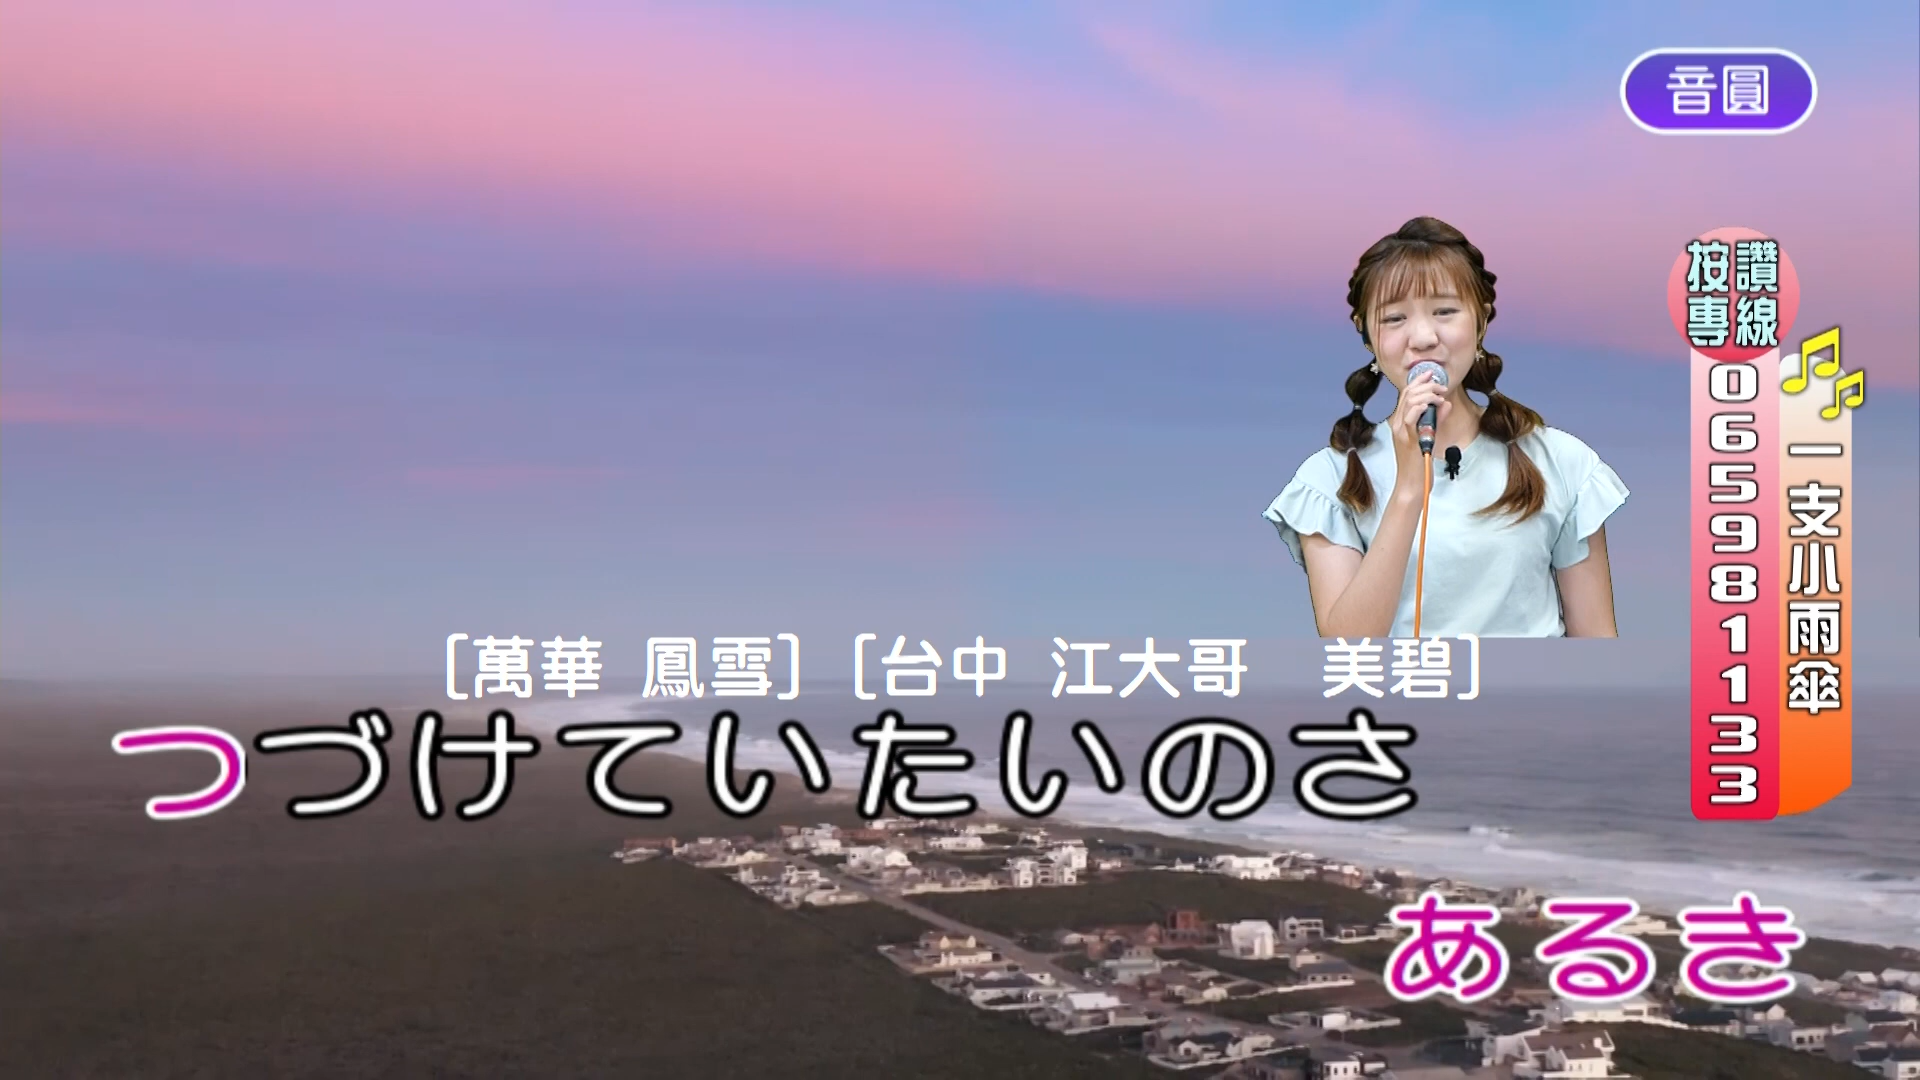 音圓
按讚
專線
065981133
一支小雨傘
[萬華 鳳雪] [台中 江大哥 美碧]
つづけていたいのさ
あるき